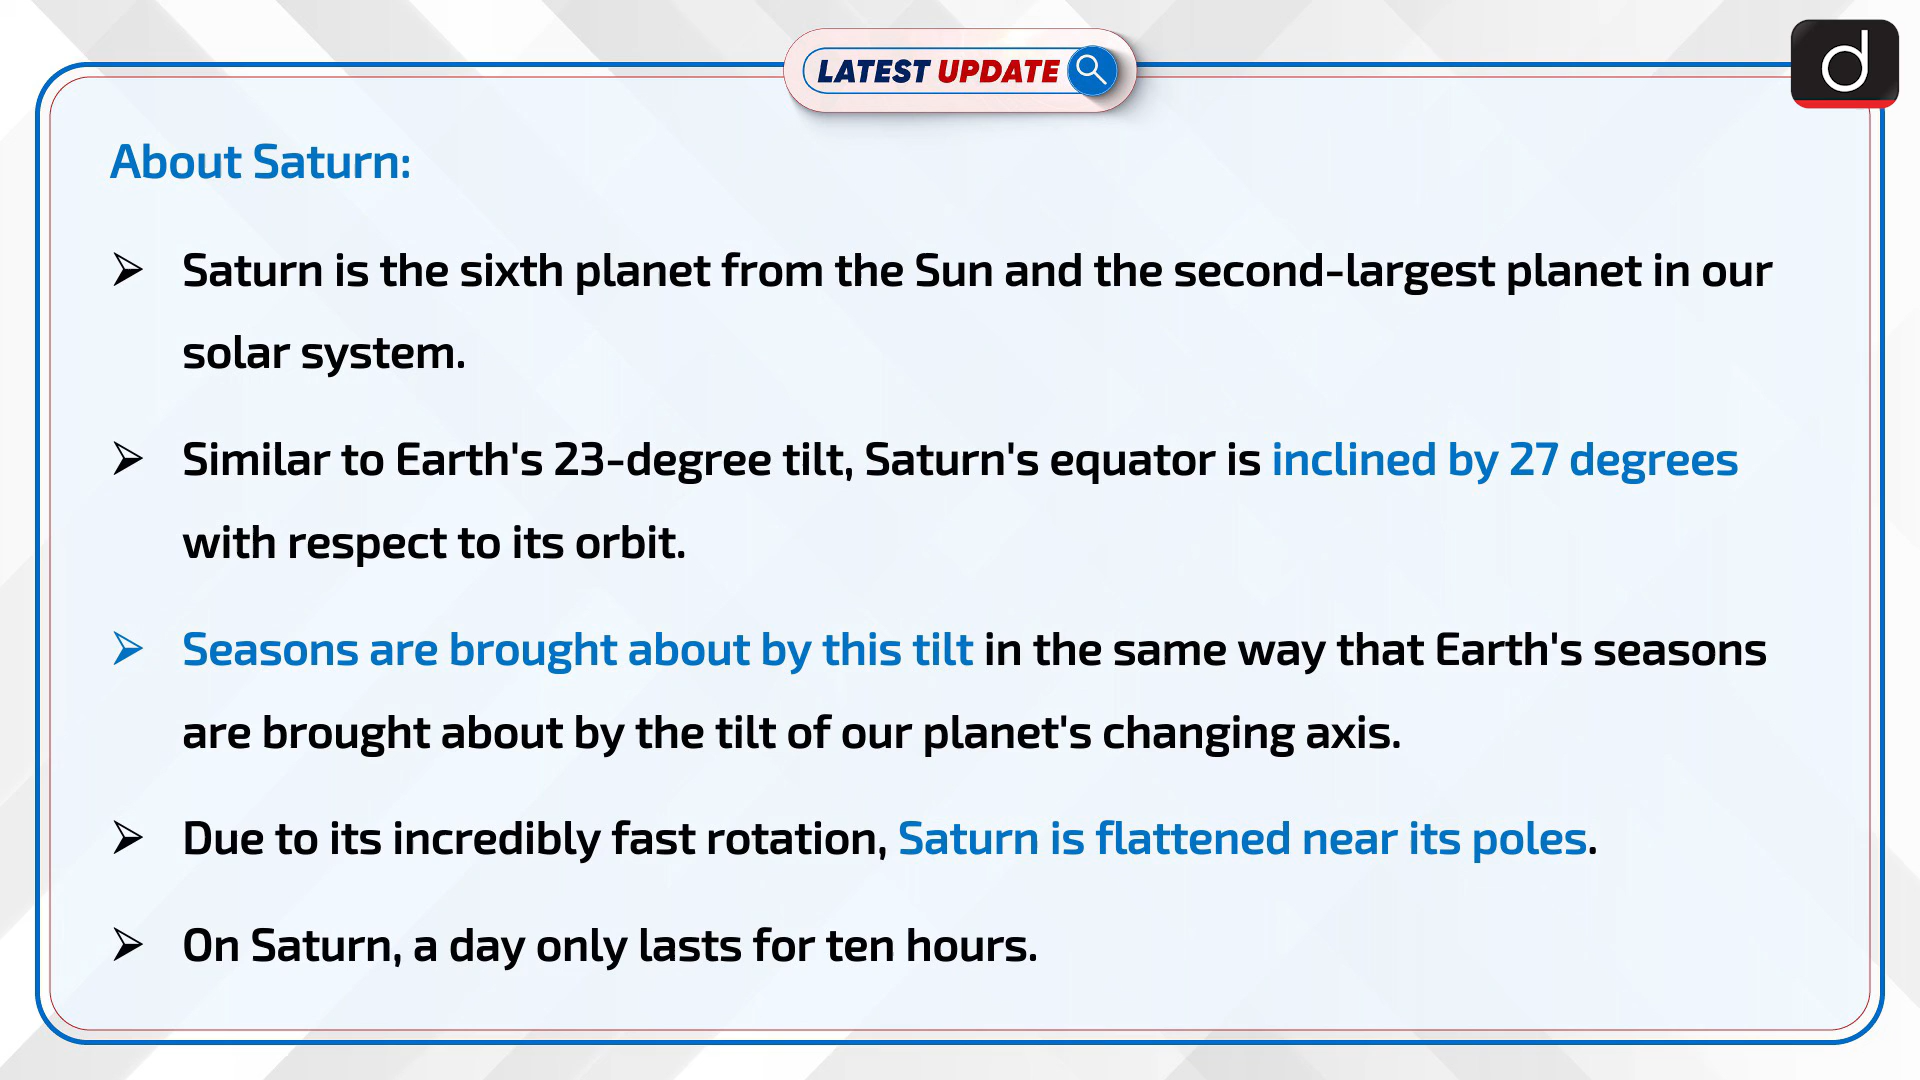 LATEST UPDATE
d
About Saturn:
➢ Saturn is the sixth planet from the Sun and the second-largest planet in our
solar system.
➢ Similar to Earth's 23-degree tilt, Saturn's equator is inclined by 27 degrees
with respect to its orbit.
➢ Seasons are brought about by this tilt in the same way that Earth's seasons
are brought about by the tilt of our planet's changing axis.
➢ Due to its incredibly fast rotation, Saturn is flattened near its poles.
➢ On Saturn, a day only lasts for ten hours.